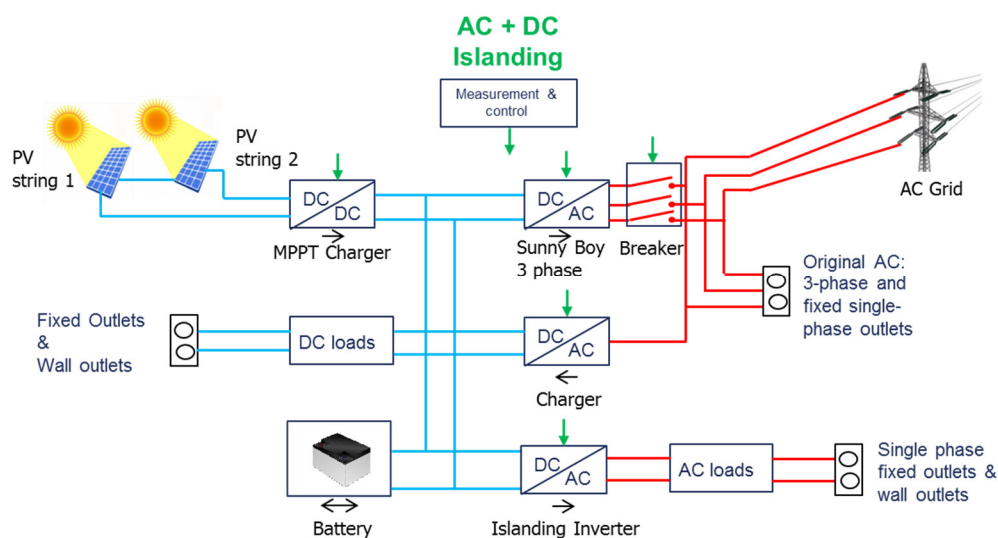 AC + DC
Islanding
Measurement &
control
PV
string 1
PV
string 2
DC
DC
MPPT Charger
DC
AC
Sunny Boy
3 phase
Breaker
AC Grid
Original AC:
3-phase and
fixed single-
phase outlets
Fixed Outlets
&
Wall outlets
DC loads
DC
AC
Charger
Battery
DC
AC
Islanding Inverter
AC loads
Single phase
fixed outlets &
wall outlets